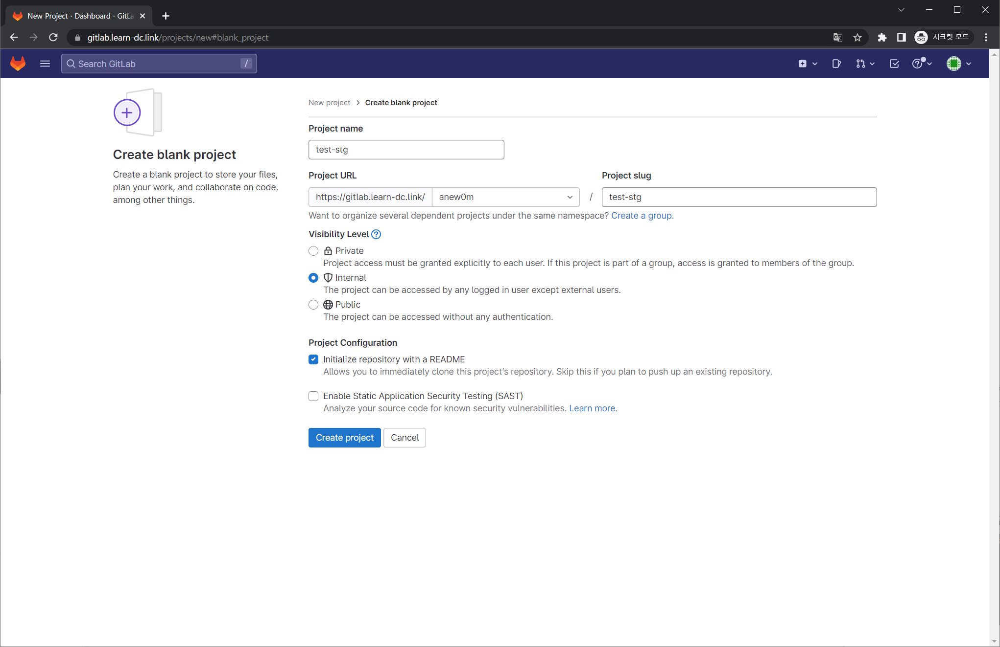 New Project · Dashboard · GitLa
gitlab.learn-dc.link/projects/new#blank_project
시크릿 모드
Search GitLab
/
New project > Create blank project
Create blank project
Create a blank project to store your files,
plan your work, and collaborate on code,
among other things.
Project name
test-stg
Project URL
Project slug
https://gitlab.learn-dc.link/ anew0m / test-stg
Want to organize several dependent projects under the same namespace? Create a group.
Visibility Level
Private
Project access must be granted explicitly to each user. If this project is part of a group, access is granted to members of the group.
Internal
The project can be accessed by any logged in user except external users.
Public
The project can be accessed without any authentication.
Project Configuration
Initialize repository with a README
Allows you to immediately clone this project's repository. Skip this if you plan to push up an existing repository.
Enable Static Application Security Testing (SAST)
Analyze your source code for known security vulnerabilities. Learn more.
Create project
Cancel